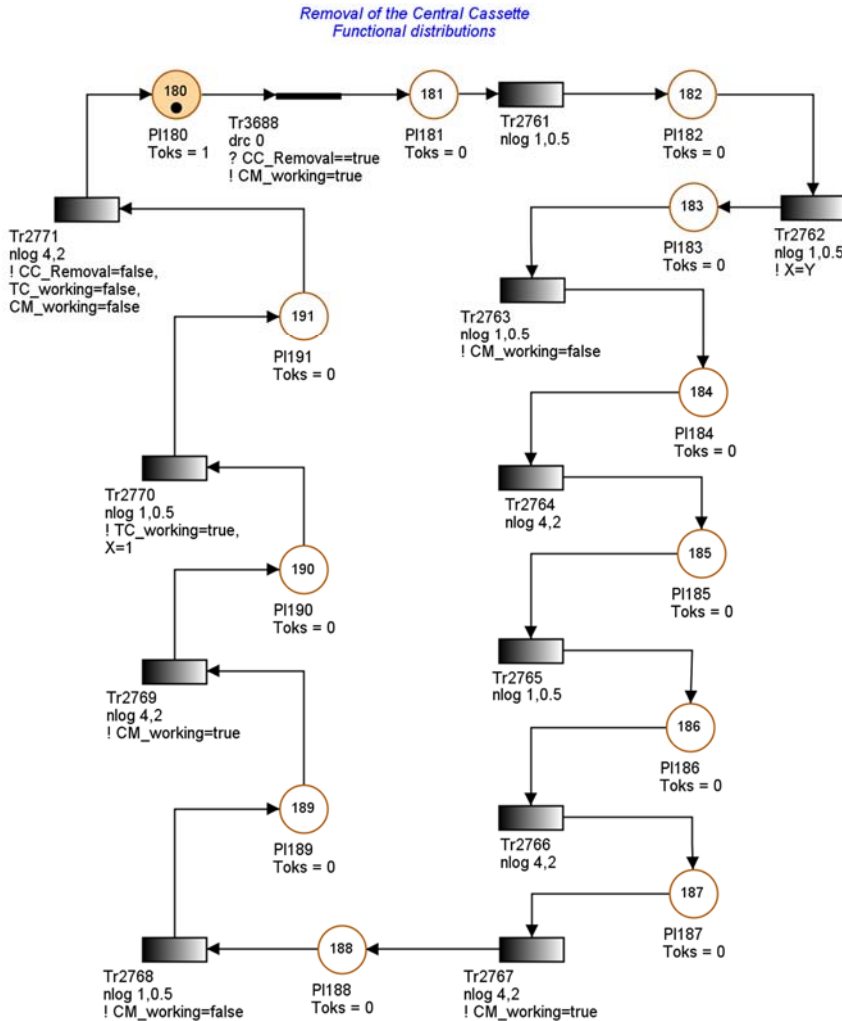 Removal of the Central Cassette
Functional distributions
180
Pl180
Toks = 1
Tr3688
drc 0
? CC_Removal==true
! CM_working=true
181
Pl181
Toks = 0
Tr2761
nlog 1,0.5
182
Pl182
Toks = 0
Tr2762
nlog 1,0.5
! X=Y
183
Pl183
Toks = 0
Tr2763
nlog 1,0.5
! CM_working=false
184
Pl184
Toks = 0
Tr2764
nlog 4,2
185
Pl185
Toks = 0
Tr2765
nlog 1,0.5
186
Pl186
Toks = 0
Tr2766
nlog 4,2
187
Pl187
Toks = 0
Tr2767
nlog 4,2
! CM_working=true
188
Pl188
Toks = 0
Tr2768
nlog 1,0.5
! CM_working=false
189
Pl189
Toks = 0
Tr2769
nlog 4,2
! CM_working=true
190
Pl190
Toks = 0
Tr2770
nlog 1,0.5
! TC_working=true,
X=1
191
Pl191
Toks = 0
Tr2771
nlog 4,2
! CC_Removal=false,
TC_working=false,
CM_working=false